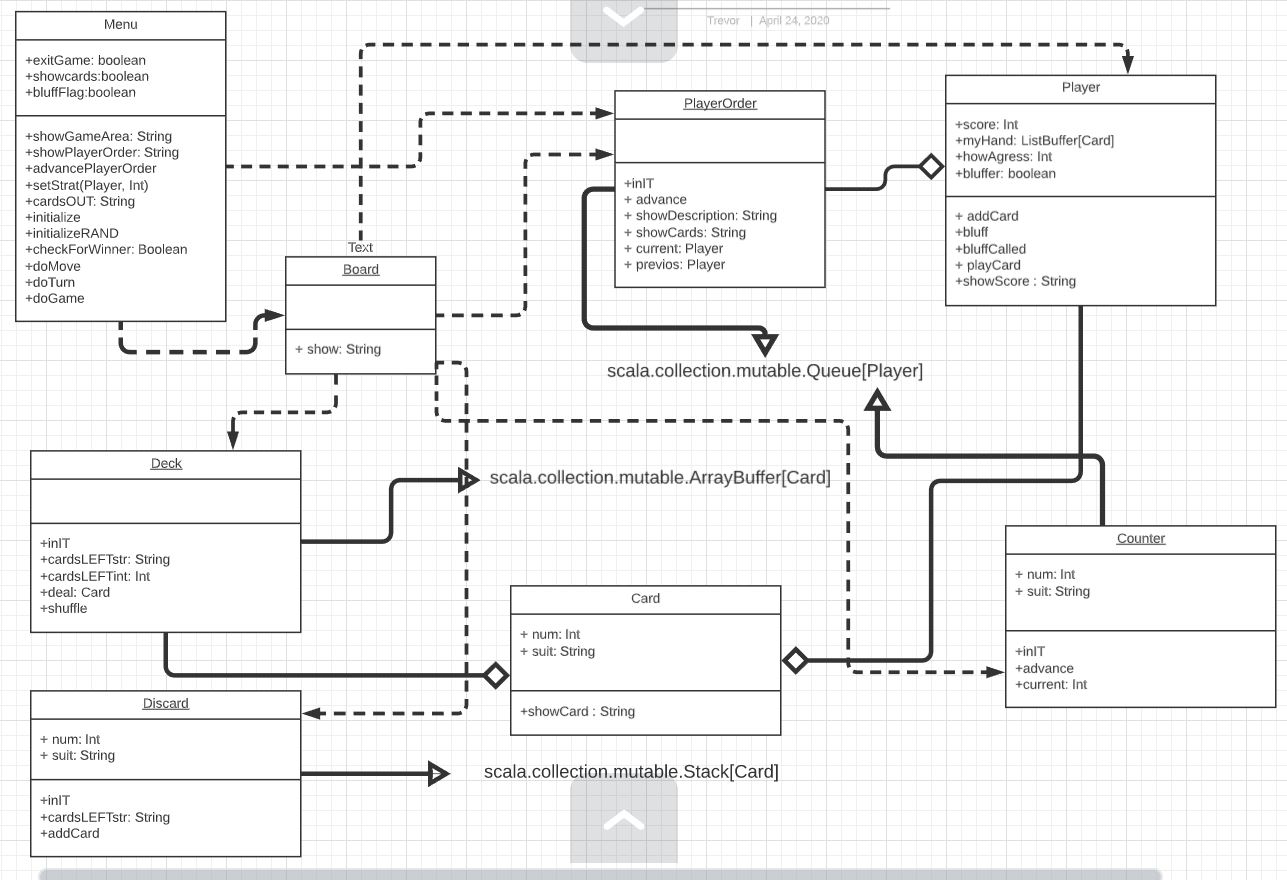 Trevor | April 24, 2020
Menu
+exitGame: boolean
+showcards:boolean
+bluffFlag:boolean
+showGameArea: String
+showPlayerOrder: String
+advancePlayerOrder
+setStrat(Player, Int)
+cardsOUT: String
+initialize
+initializeRAND
+checkForWinner: Boolean
+doMove
+doTurn
+doGame
PlayerOrder
+inIT
+ advance
+ showDescription: String
+ showCards: String
+ current: Player
+ previos: Player
Player
+score: Int
+myHand: ListBuffer[Card]
+howAgress: Int
+bluffer: boolean
+ addCard
+bluff
+bluffCalled
+ playCard
+showScore : String
Text
Board
+ show: String
scala.collection.mutable.Queue[Player]
Deck
+inIT
+cardsLEFTstr: String
+cardsLEFTint: Int
+deal: Card
+shuffle
scala.collection.mutable.ArrayBuffer[Card]
Counter
+ num: Int
+ suit: String
+inIT
+advance
+current: Int
Card
+ num: Int
+ suit: String
+showCard : String
Discard
+ num: Int
+ suit: String
+inIT
+cardsLEFTstr: String
+addCard
scala.collection.mutable.Stack[Card]